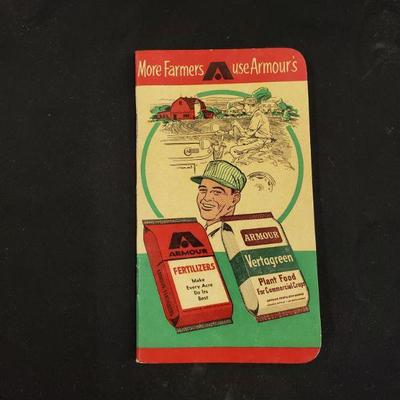 More Farmers use Armour's
ARMOUR
FERTILIZERS
Make
Every Acre
Do Its
Best
ARMOUR
Vertagreen
Plant Food
For Commercial Crops